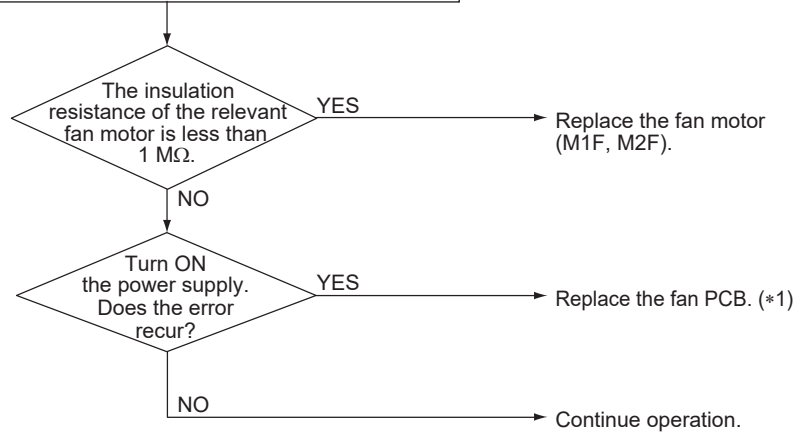 The insulation
resistance of the relevant
fan motor is less than
1 MΩ.
YES
Replace the fan motor
(M1F, M2F).
NO
Turn ON
the power supply.
Does the error
recur?
YES
Replace the fan PCB. (*1)
NO
Continue operation.